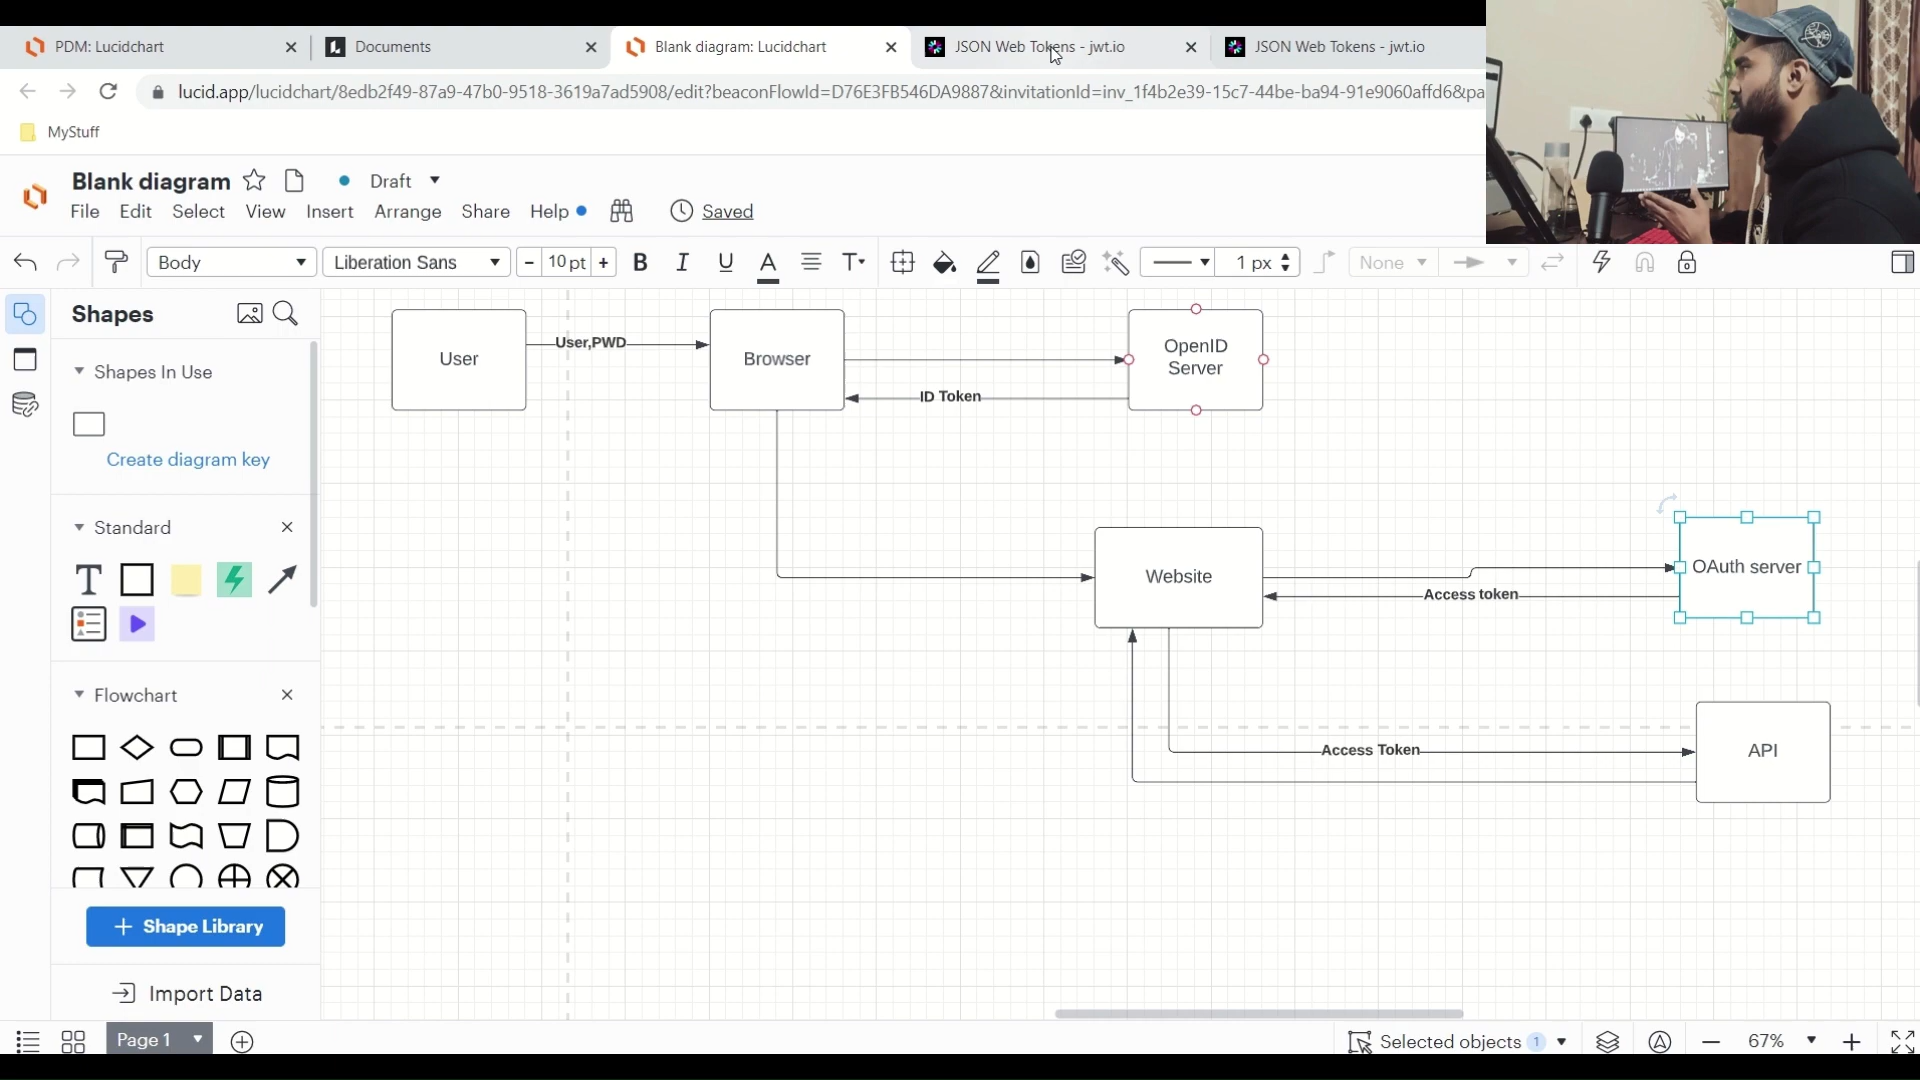 PDM: Lucidchart
Documents
Blank diagram: Lucidchart
JSON Web Tokens - jwt.io
JSON Web Tokens - jwt.io
lucid.app/lucidchart/8edb2f49-87a9-47b0-9518-3619a7ad5908/edit?beaconFlowId=D76E3FB546DA9887&invitationId=inv_1f4b2e39-15c7-44be-ba94-91e9060affd6&pa
MyStuff
Blank diagram
Draft
File Edit Select View Insert Arrange Share Help
Saved
Body
Liberation Sans
- 10 pt +
B I U A T
1 px
None
Shapes
Shapes In Use
Create diagram key
Standard
T
Flowchart
+ Shape Library
Import Data
User
User,PWD
Browser
OpenID
Server
ID Token
Website
OAuth server
Access token
Access Token
API
Page 1
Selected objects 1
67%